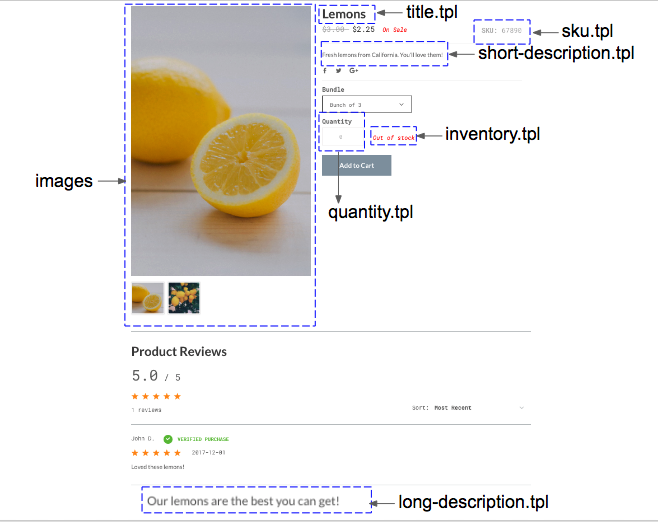 Lemons
title.tpl
$3.00 $2.25 On Sale
SKU: 67890
sku.tpl
Fresh lemons from California. You'll love them!
short-description.tpl
G+
Bundle
Bunch of 3
Quantity
0
Out of stock
inventory.tpl
Add to Cart
images
quantity.tpl
Product Reviews
5.0 / 5
1 reviews
Sort: Most Recent
John G. VERIFIED PURCHASE
2017-12-01
Loved these lemons!
Our lemons are the best you can get!
long-description.tpl